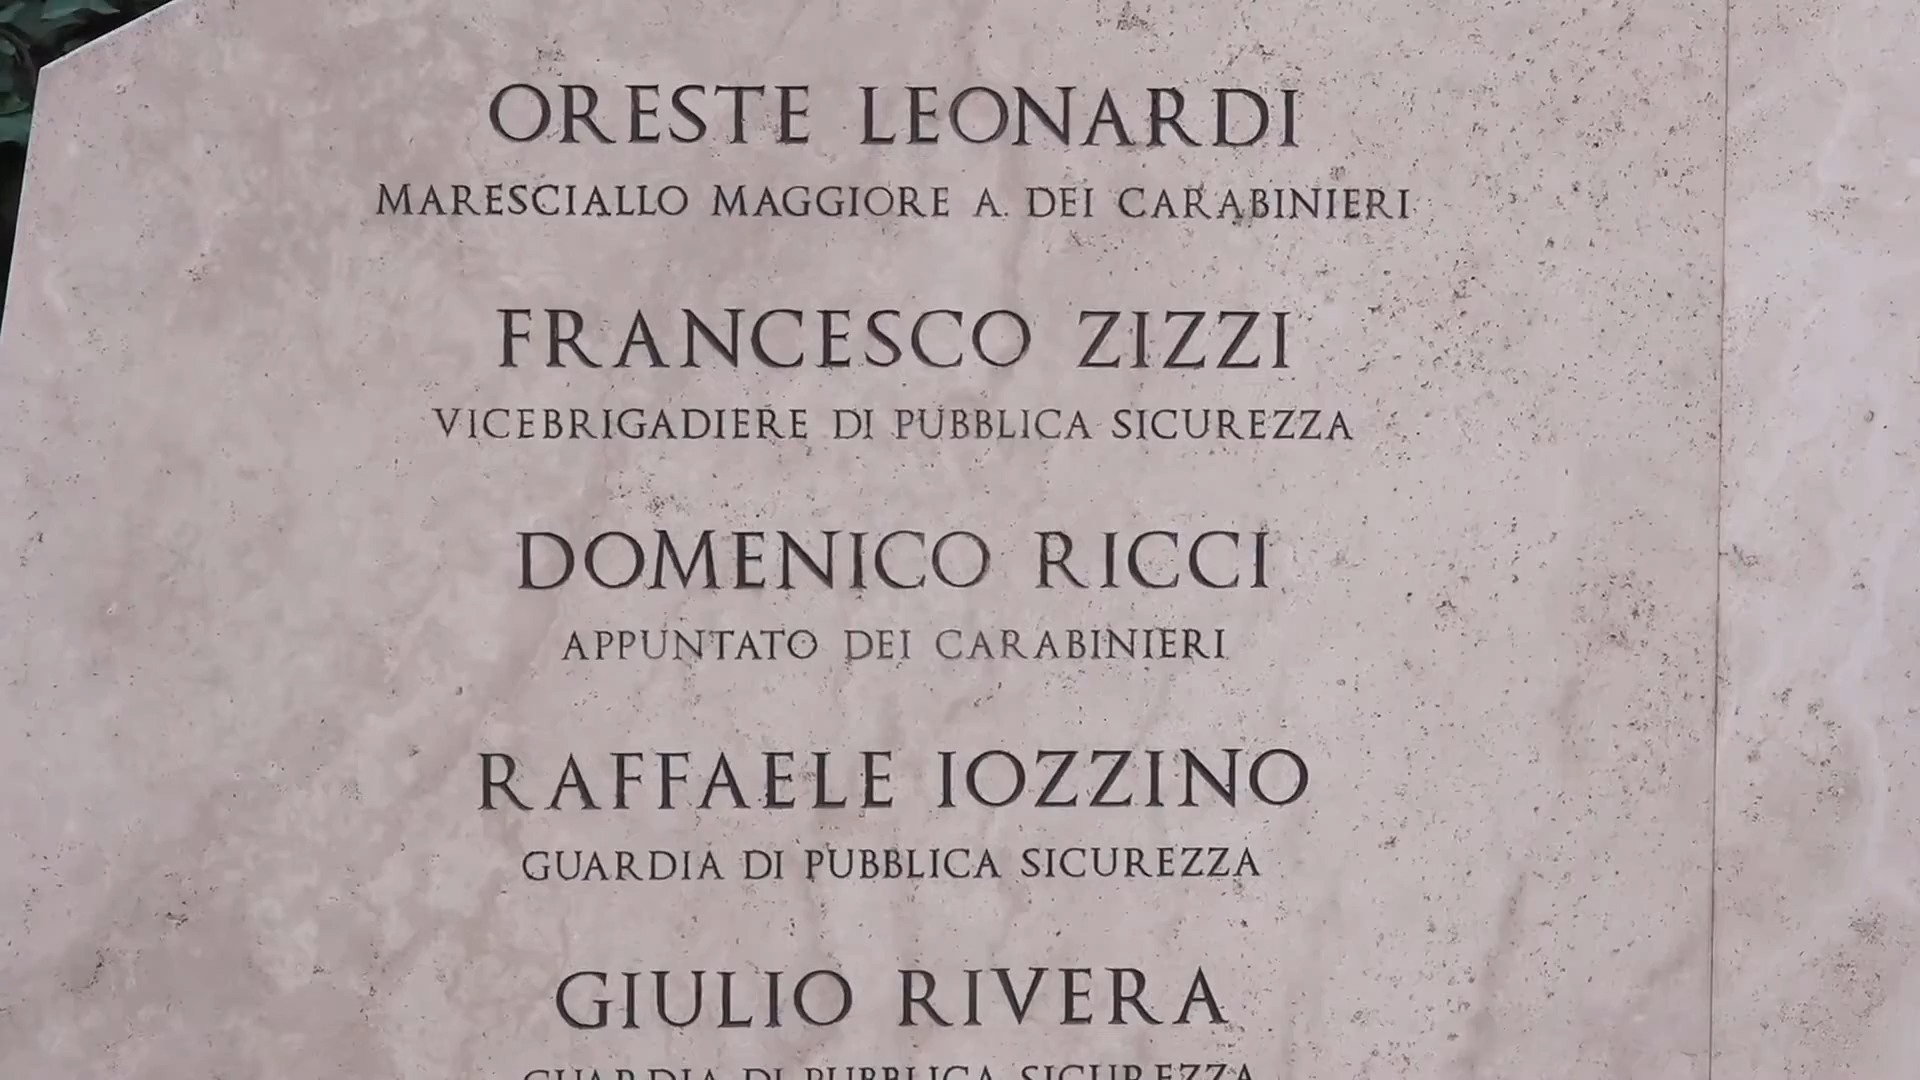 ORESTE LEONARDI
MARESCIALLO MAGGIORE A. DEI CARABINIERI
FRANCESCO ZIZZI
VICEBRIGADIERE DI PUBBLICA SICUREZZA
DOMENICO RICCI
APPUNTATO DEI CARABINIERI
RAFFAELE IOZZINO
GUARDIA DI PUBBLICA SICUREZZA
GIULIO RIVERA
GUARDIA DI PUBBLICA SICUREZZA